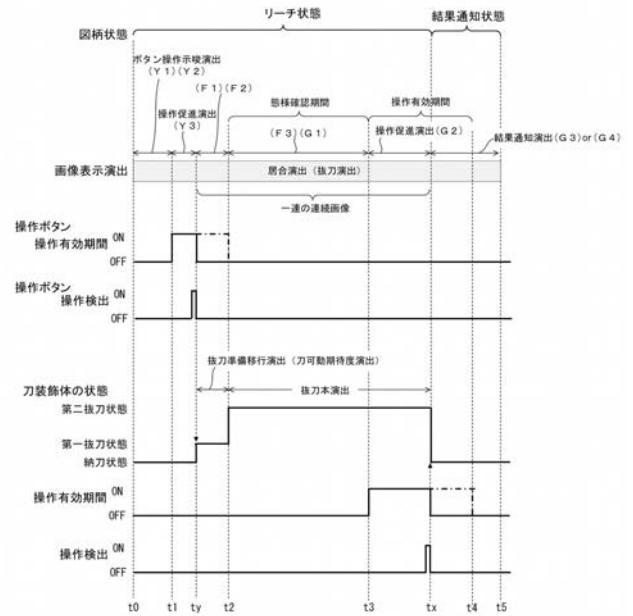 リーチ状態
結果通知状態
図柄状態
ボタン操作示唆演出
(Y1)(Y2)
(F1)(F2)
操作促進演出
(Y3)
態様確認期間
操作有効期間
(F3)(G1)
操作促進演出(G2)
結果通知演出(G3)or(G4)
画像表示演出
居合演出(抜刀演出)
一連の連続画像
操作ボタン
操作有効期間
ON
OFF
操作ボタン
操作検出
ON
OFF
抜刀準備移行演出(刀可動期待度演出)
刀装飾体の状態
抜刀本演出
第二抜刀状態
第一抜刀状態
納刀状態
操作有効期間
ON
OFF
操作検出
ON
OFF
t0 t1 ty t2 t3 tx t4 t5